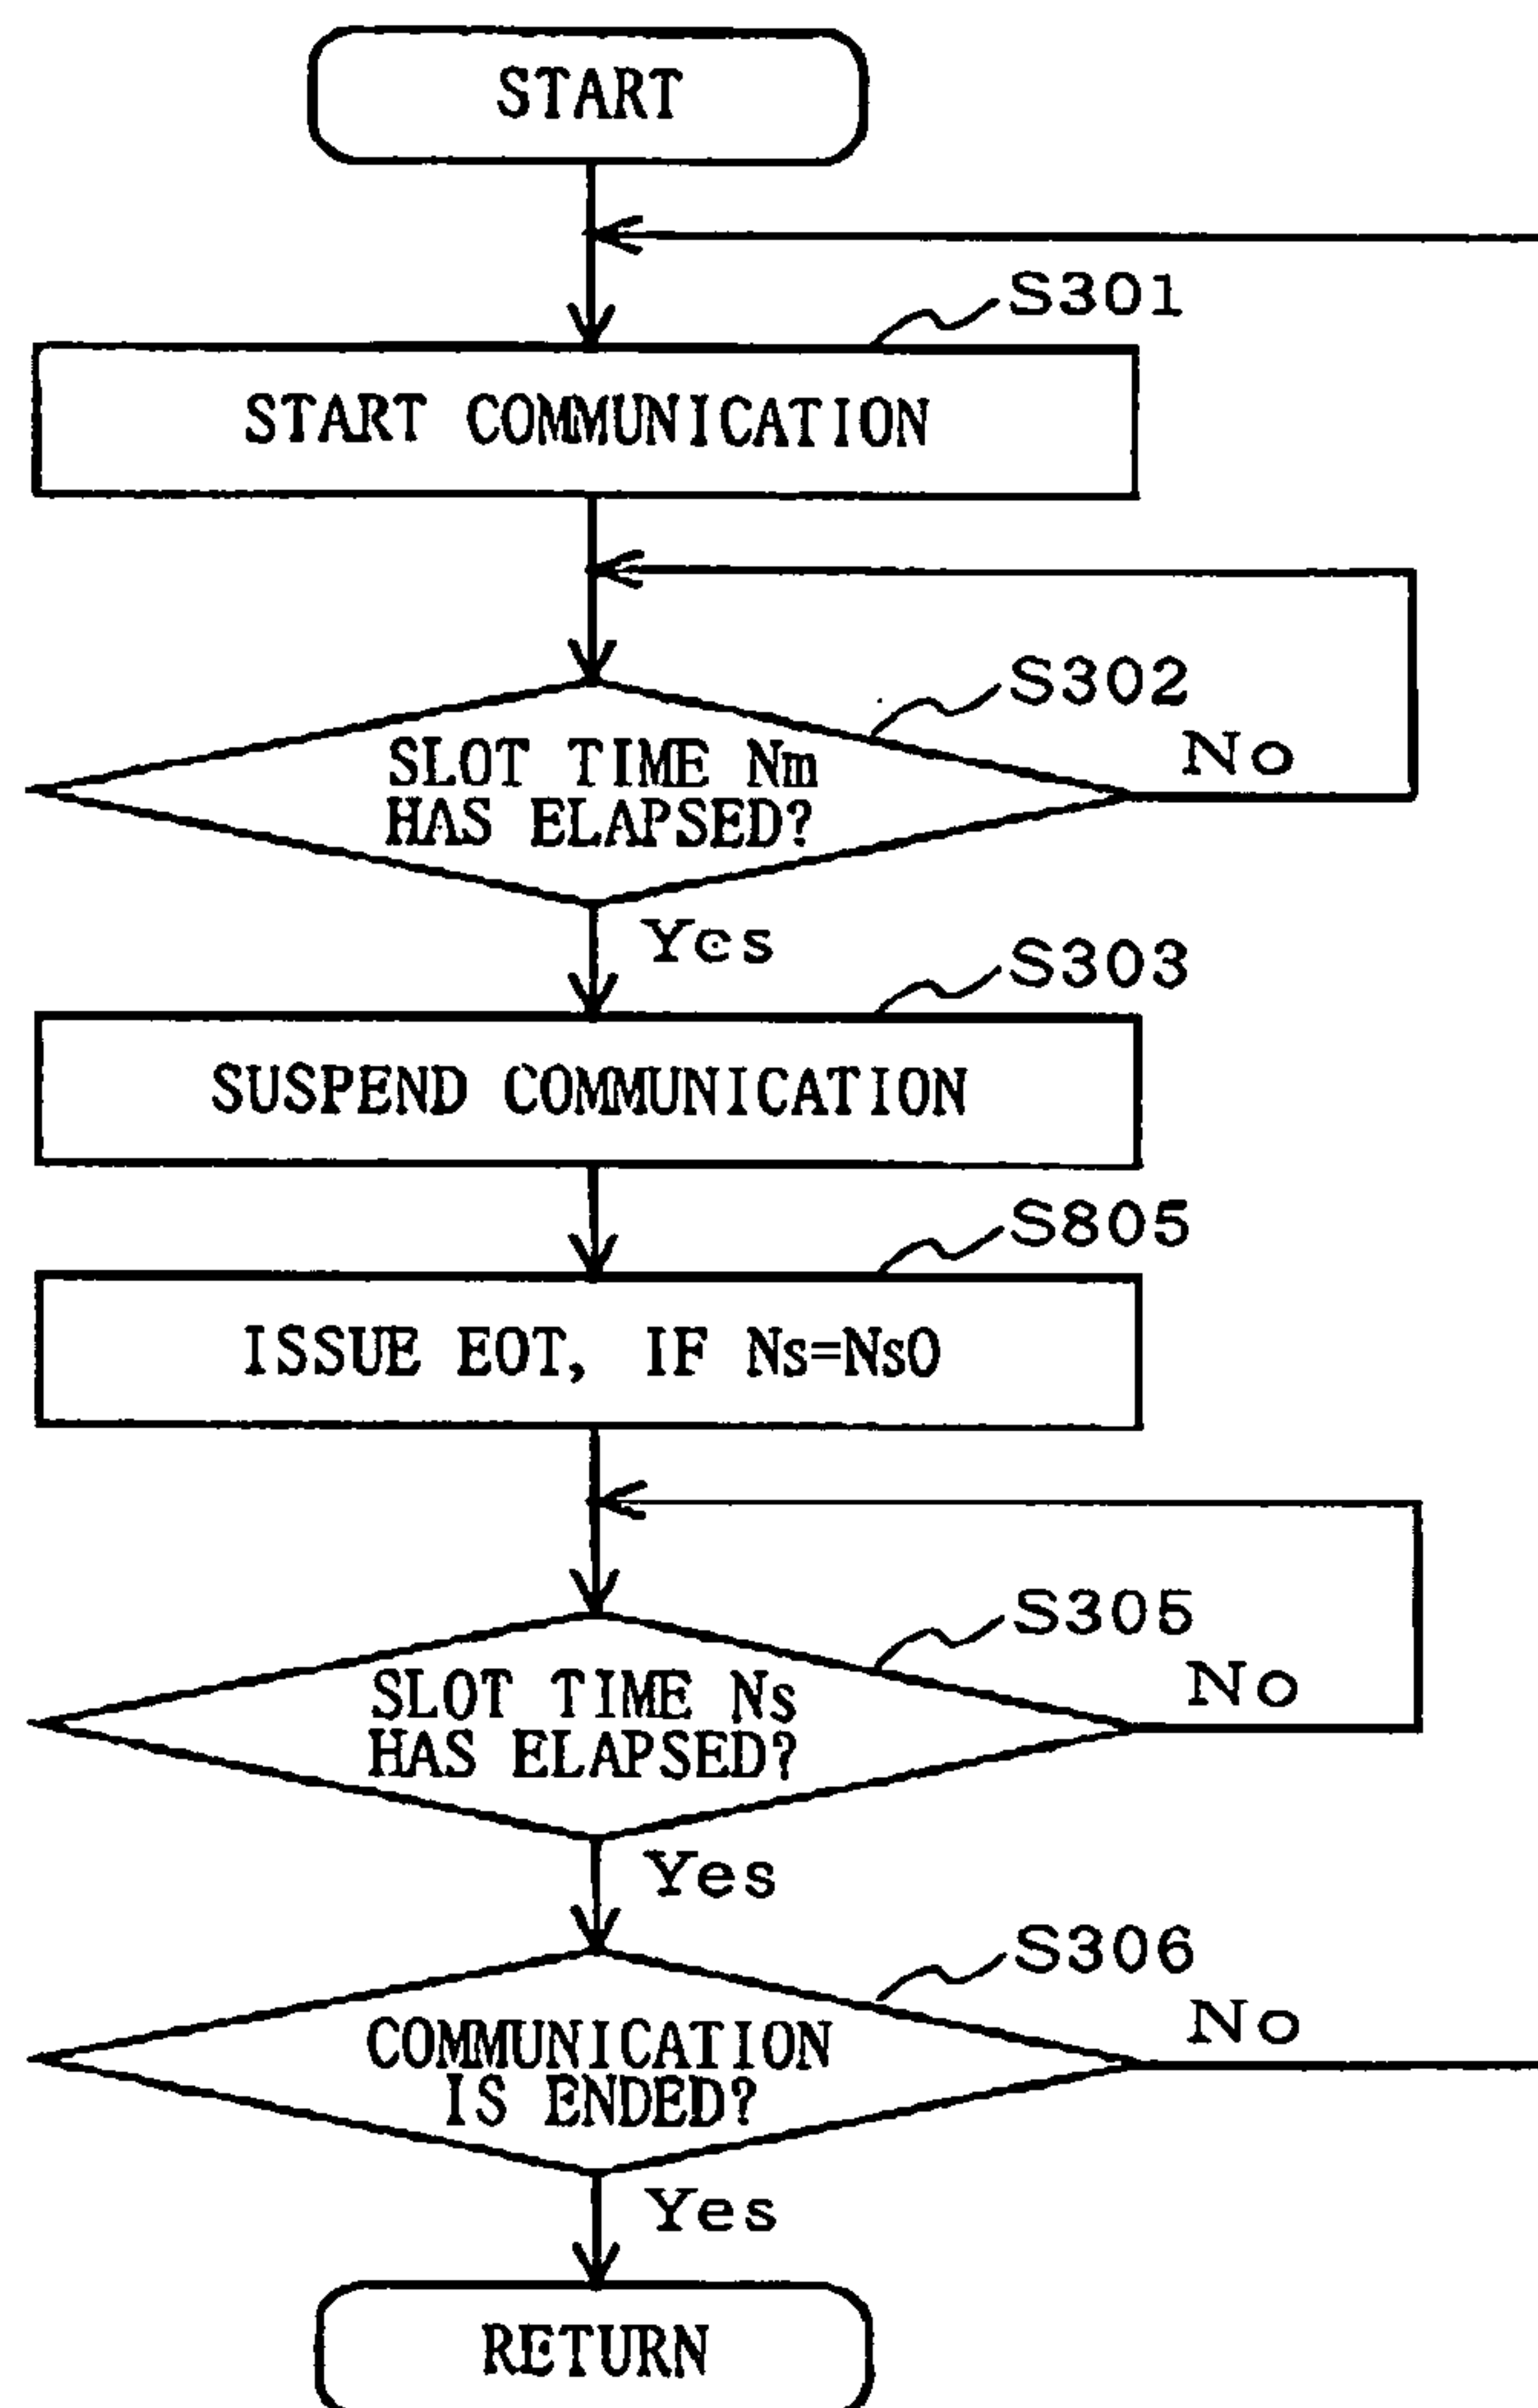 START
S301
START COMMUNICATION
S302
SLOT TIME Nm
HAS ELAPSED?
No
Yes
S303
SUSPEND COMMUNICATION
S805
ISSUE EOT, IF Ns=Ns0
S305
SLOT TIME Ns
HAS ELAPSED?
No
Yes
S306
COMMUNICATION
IS ENDED?
No
Yes
RETURN